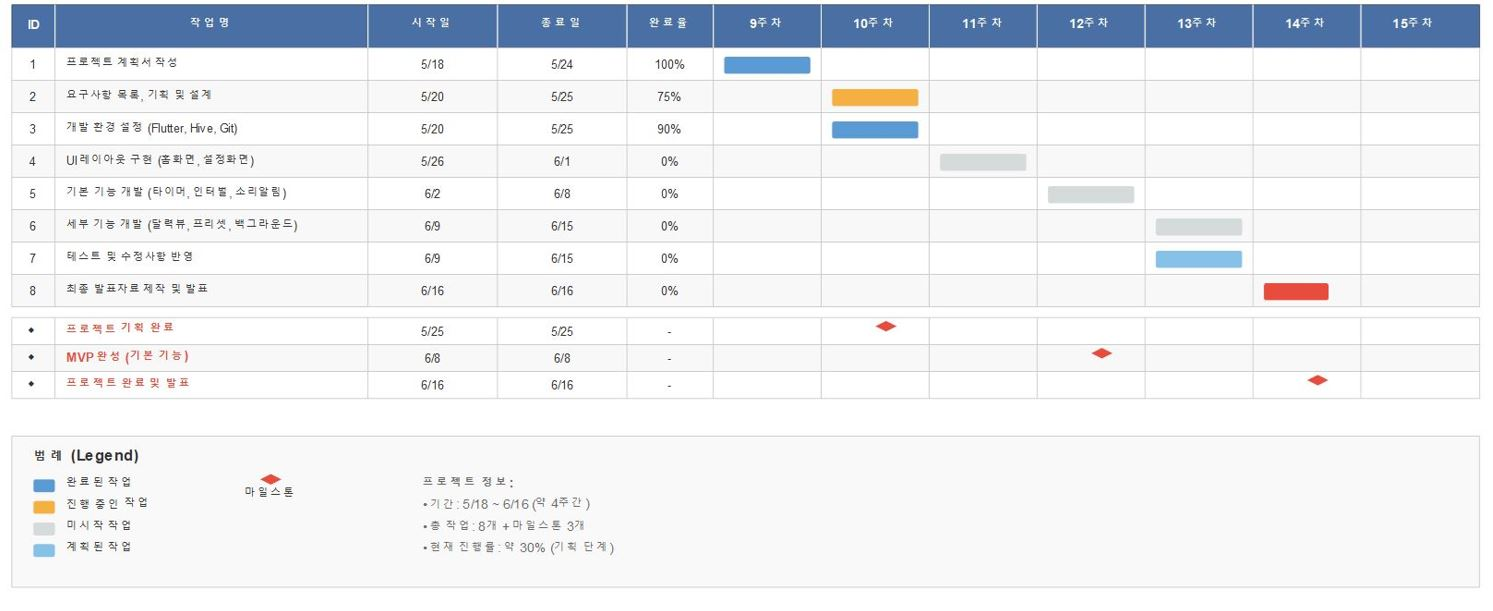 ID 작업명 시작일 종료일 완료율 9주차 10주차 11주차 12주차 13주차 14주차 15주차
1 프로젝트 계획서 작성 5/18 5/24 100%
2 요구사항 목록, 기획 및 설계 5/20 5/25 75%
3 개발 환경 설정 (Flutter, Hive, Git) 5/20 5/25 90%
4 UI 레이아웃 구현 (홈화면, 설정화면) 5/26 6/1 0%
5 기본 기능 개발 (타이머, 인터벌, 소리알림) 6/2 6/8 0%
6 세부 기능 개발 (달력뷰, 프리셋, 백그라운드) 6/9 6/15 0%
7 테스트 및 수정사항 반영 6/9 6/15 0%
8 최종 발표자료 제작 및 발표 6/16 6/16 0%
◆ 프로젝트 기획 완료 5/25 5/25 -
◆ MVP 완성 (기본 기능) 6/8 6/8 -
◆ 프로젝트 완료 및 발표 6/16 6/16 -
범례 (Legend)
완료된 작업
진행 중인 작업
미시작 작업
계획된 작업
마일스톤
프로젝트 정보:
• 기간: 5/18 ~ 6/16 (약 4주간)
• 총 작업: 8개 + 마일스톤 3개
• 현재 진행률: 약 30% (기획 단계)